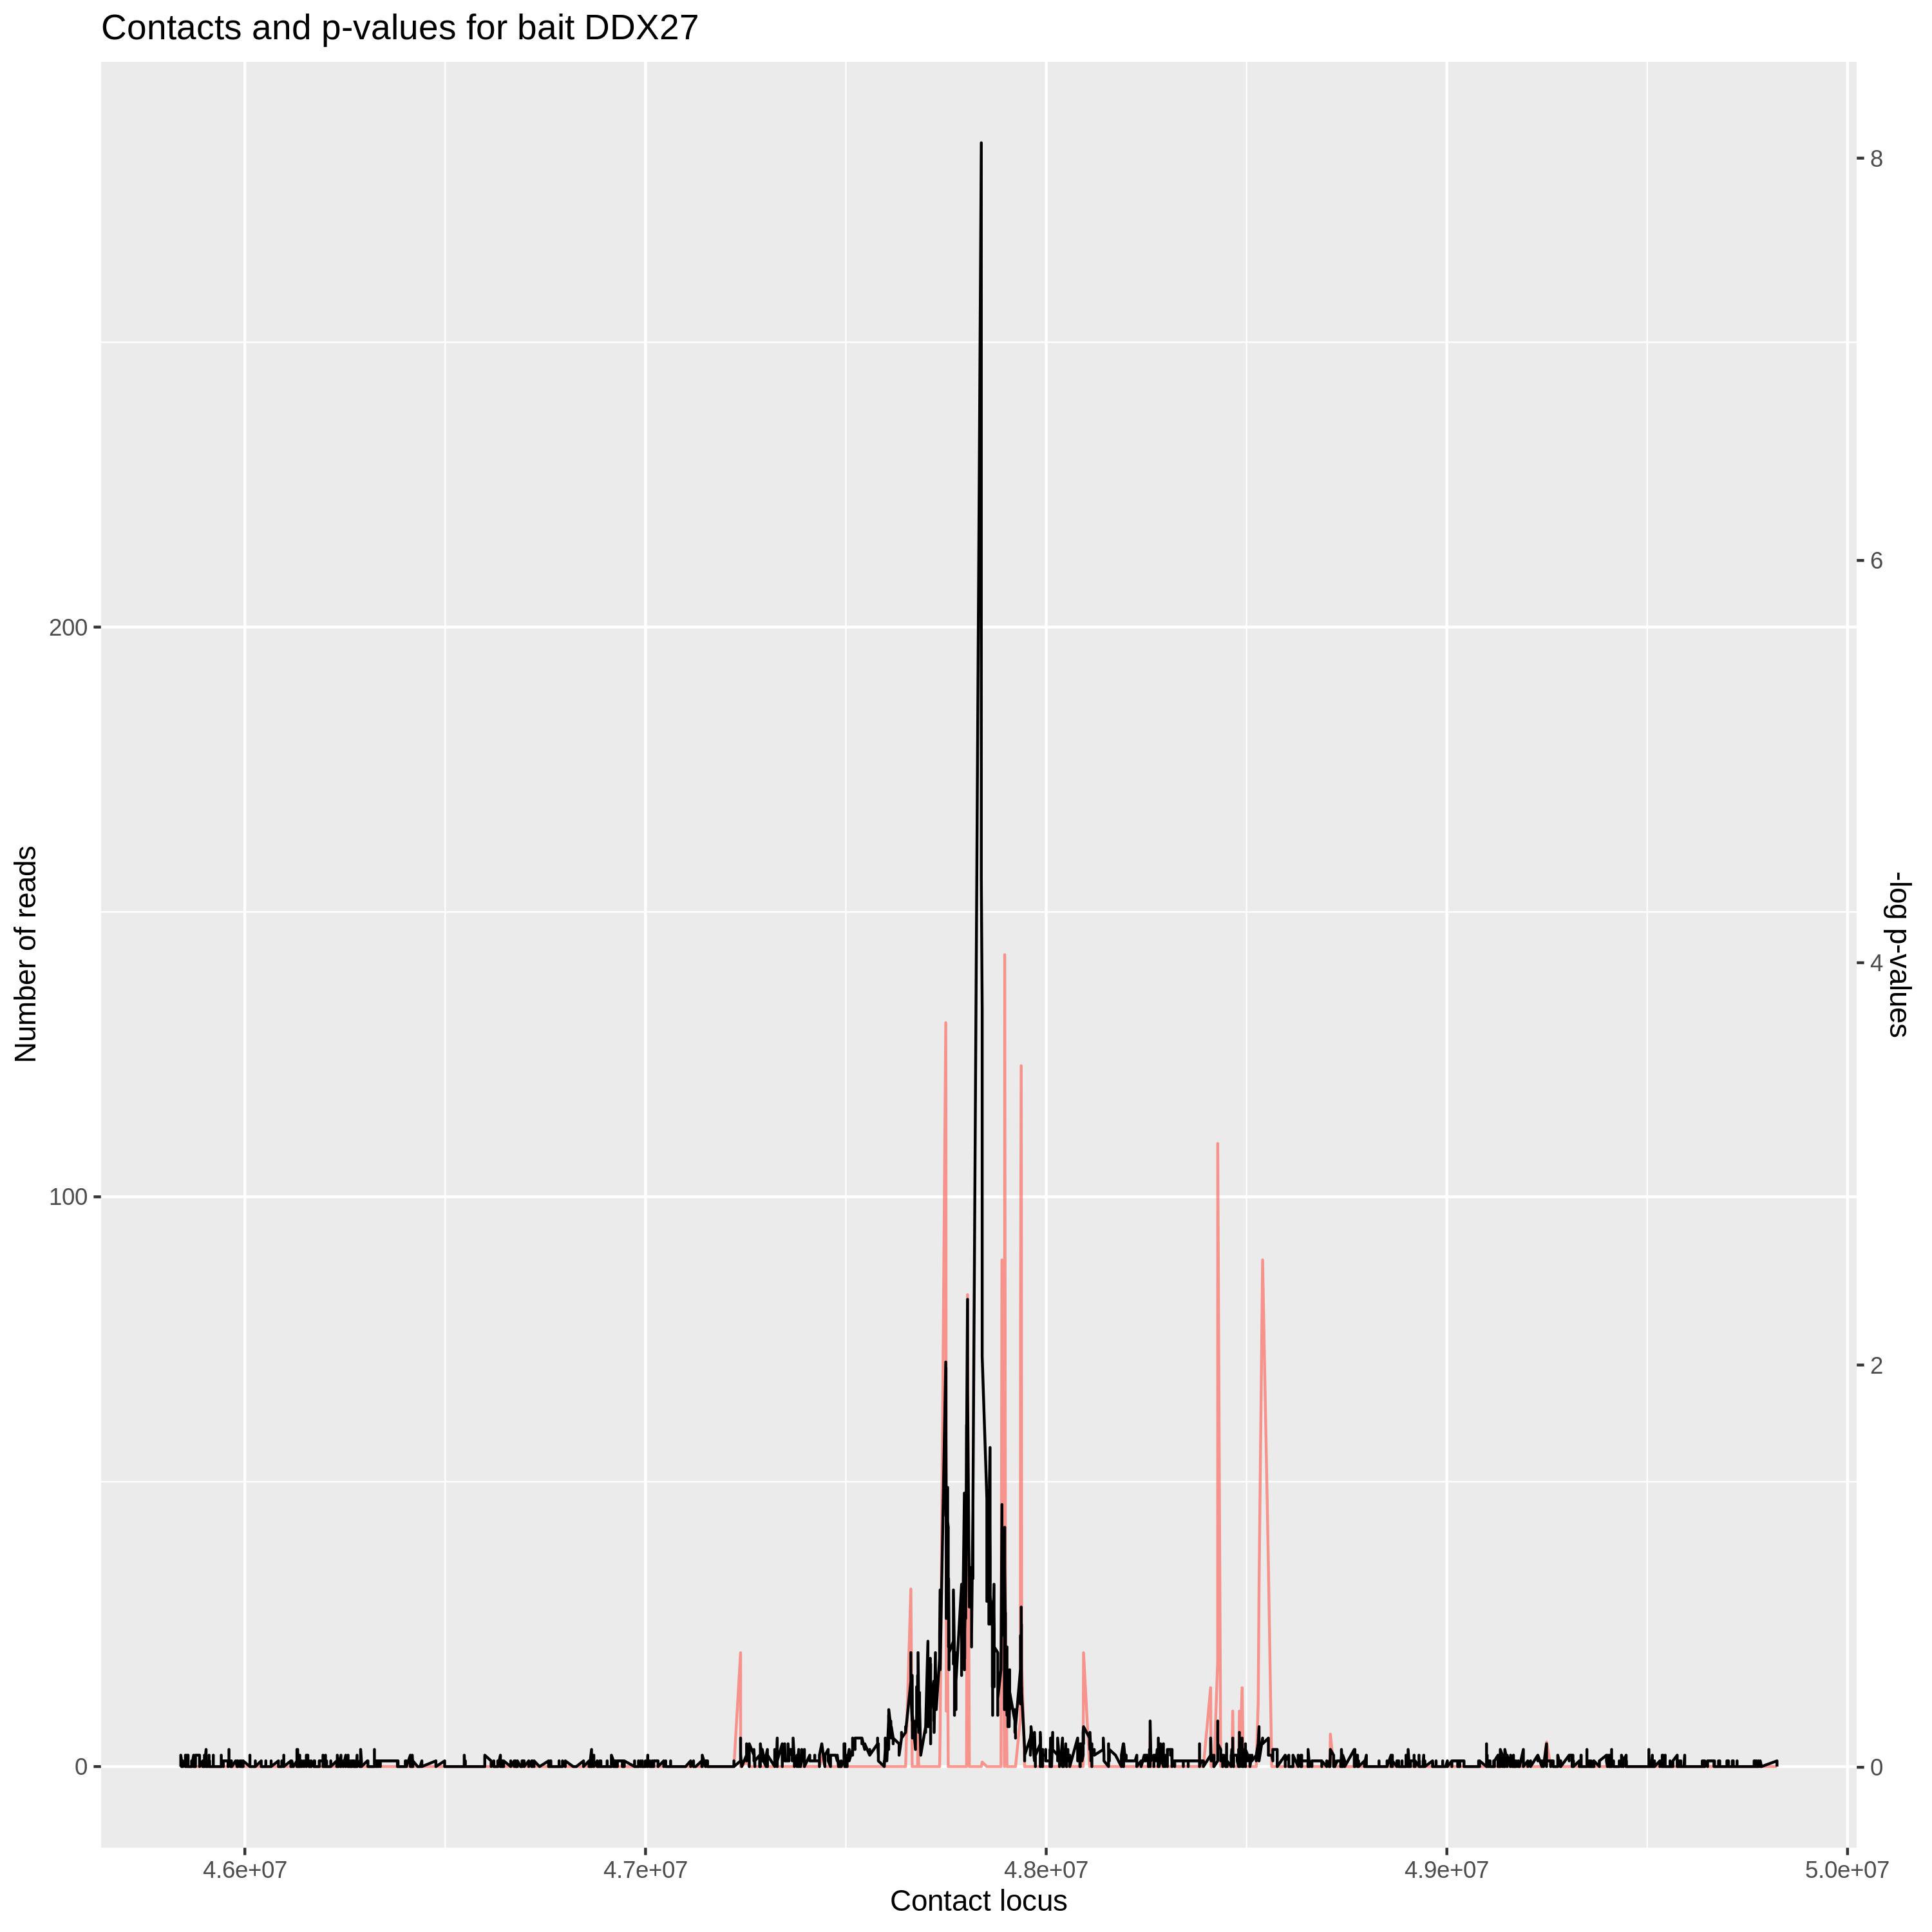 Contacts and p-values for bait DDX27
8
6
200
Number of reads
-log p-values
4
100
2
0
0
4.6e+07
4.7e+07
4.8e+07
4.9e+07
5.0e+07
Contact locus